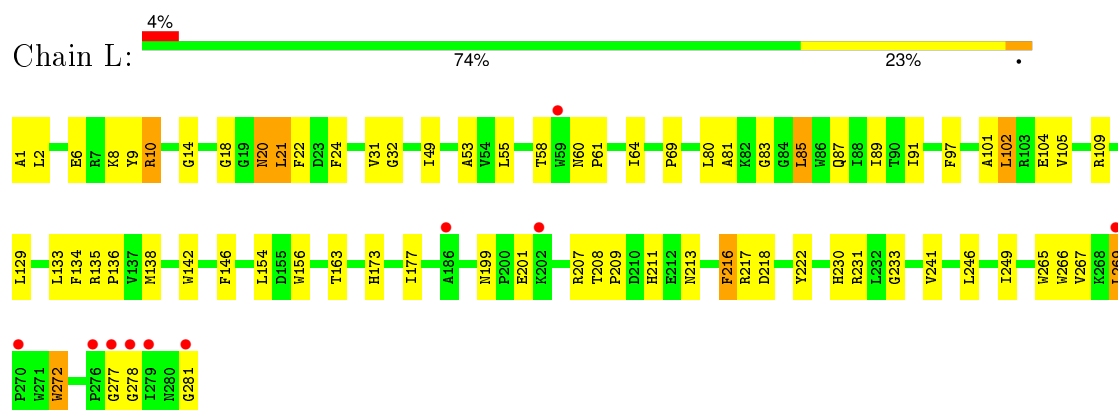 4%
Chain L:
74%
23%
A1 L2 E6 R7 K8 Y9 R10 G14 G18 G19 N20 L21 F22 D23 F24 V31 G32 I49 A53 V54 L55 T58 W59 N60 P61 I64 P69 L80 A81 K82 G83 G84 L85 W86 Q87 I88 I89 T90 I91 F97 A101 L102 R103 E104 V105 R109
L129 L133 F134 R135 P136 V137 M138 W142 F146 L154 D155 W156 T163 H173 I177 A186 N199 P200 E201 K202 R207 T208 P209 D210 H211 E212 N213 F216 R217 D218 Y222 H230 R231 L232 G233 V241 L246 I249 W265 W266 V267 K268 L269
P270 W271 W272 P276 G277 G278 I279 N280 G281